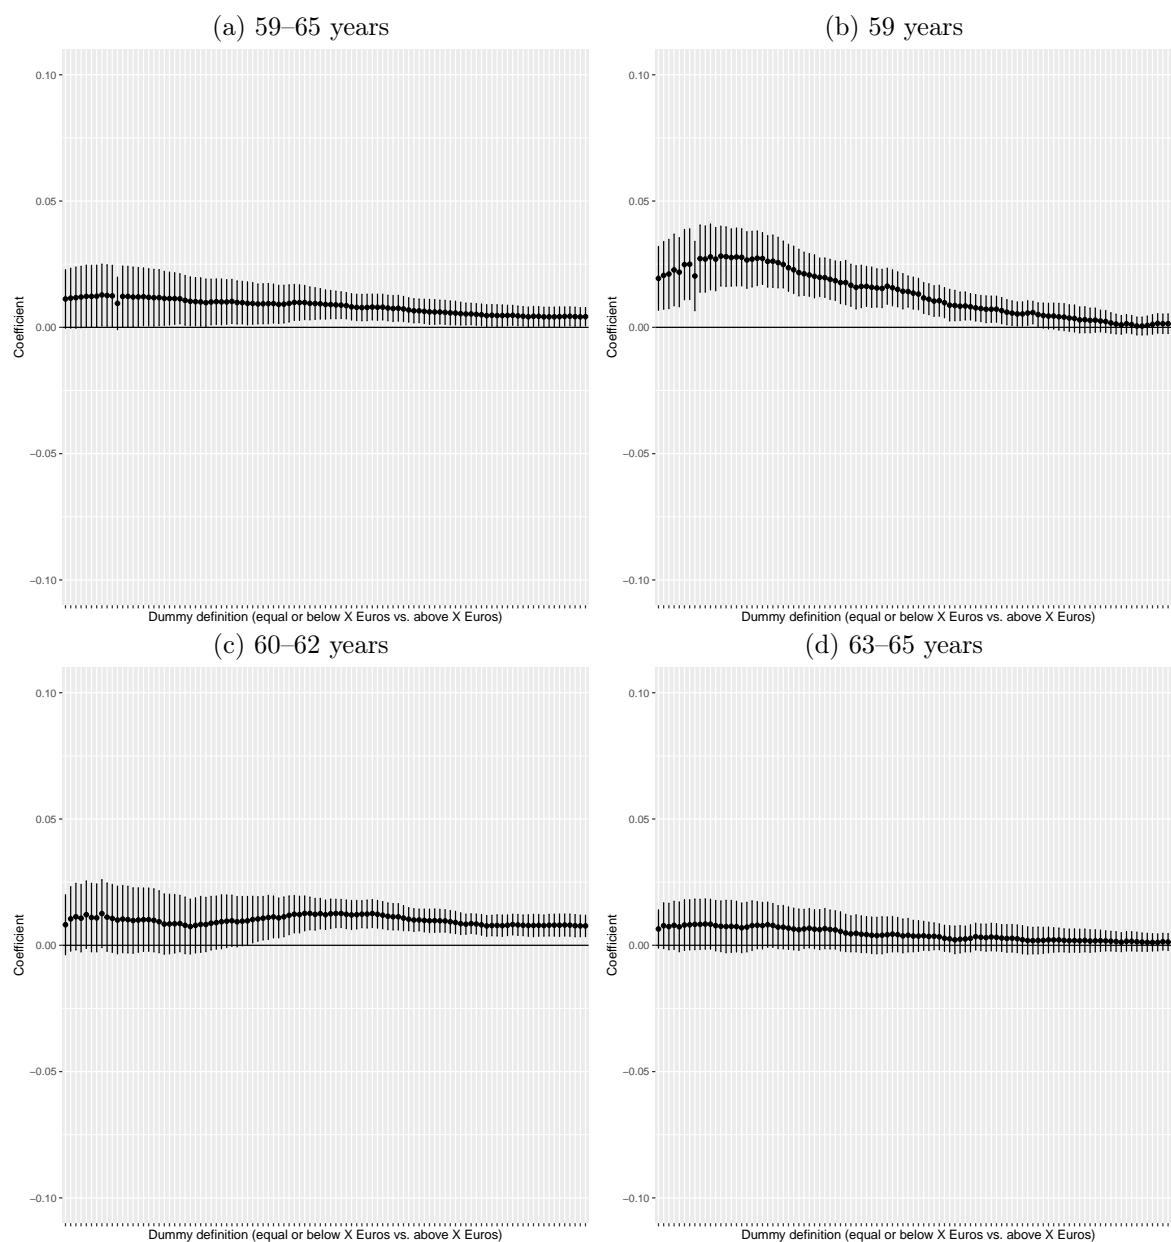 (a) 59–65 years
0.10
0.05
0.00
−0.05
−0.10
Coefficient
Dummy definition (equal or below X Euros vs. above X Euros)
(b) 59 years
0.10
0.05
0.00
−0.05
−0.10
Coefficient
Dummy definition (equal or below X Euros vs. above X Euros)
(c) 60–62 years
0.10
0.05
0.00
−0.05
−0.10
Coefficient
Dummy definition (equal or below X Euros vs. above X Euros)
(d) 63–65 years
0.10
0.05
0.00
−0.05
−0.10
Coefficient
Dummy definition (equal or below X Euros vs. above X Euros)